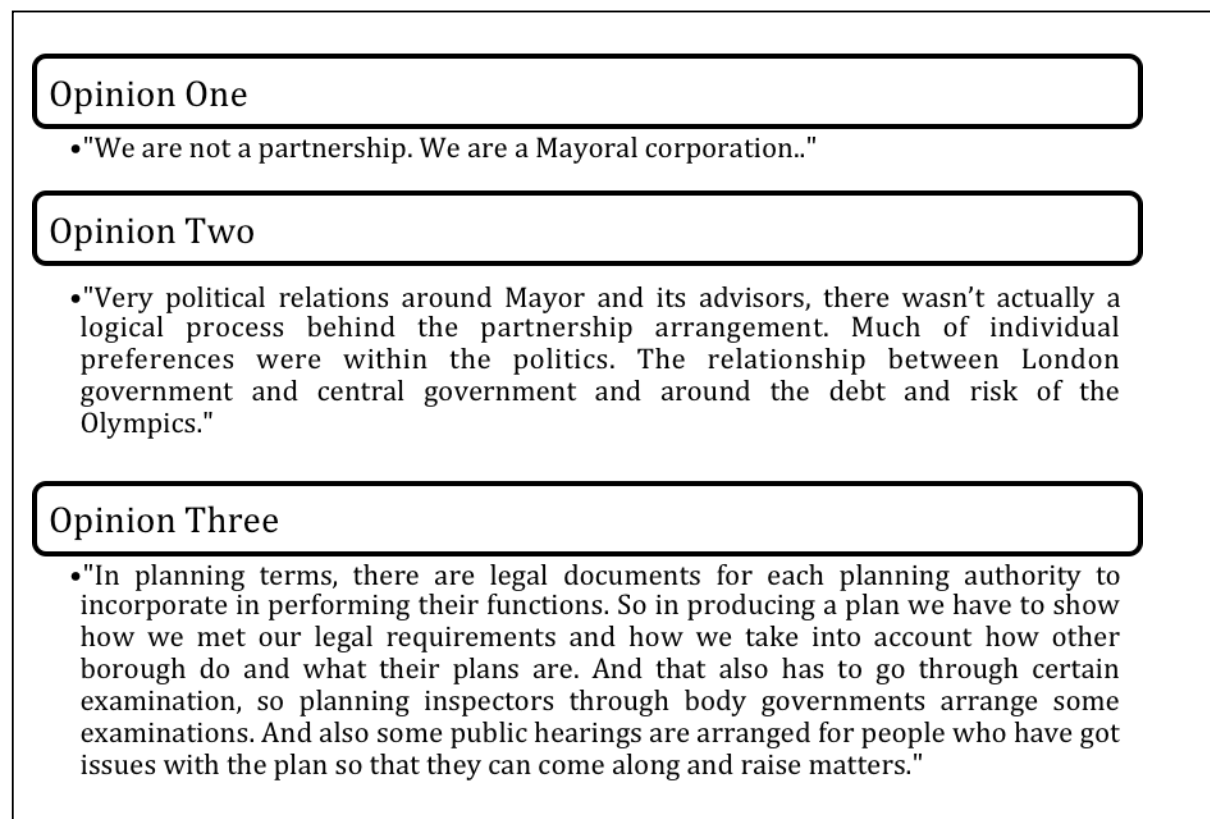 Opinion One
•"We are not a partnership. We are a Mayoral corporation.."
Opinion Two
•"Very political relations around Mayor and its advisors, there wasn’t actually a
logical process behind the partnership arrangement. Much of individual
preferences were within the politics. The relationship between London
government and central government and around the debt and risk of the
Olympics."
Opinion Three
•"In planning terms, there are legal documents for each planning authority to
incorporate in performing their functions. So in producing a plan we have to show
how we met our legal requirements and how we take into account how other
borough do and what their plans are. And that also has to go through certain
examination, so planning inspectors through body governments arrange some
examinations. And also some public hearings are arranged for people who have got
issues with the plan so that they can come along and raise matters."